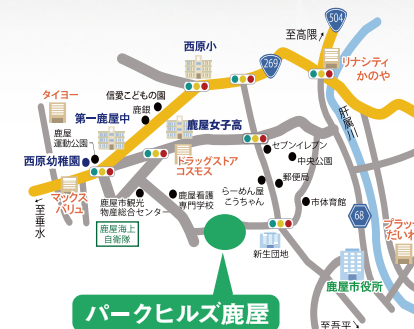 504
至高隈
西原小
269
リナシティ
かのや
タイヨー
信愛こどもの園
鹿銀
肝属川
第一鹿屋中
鹿屋女子高
鹿屋
運動公園
セブンイレブン
ドラッグストア
コスモス
中央公園
西原幼稚園
らーめん屋
こうちゃん
郵便局
マックス
バリュ
鹿屋市観光
物産総合センター
鹿屋看護
専門学校
市体育館
68
至垂水
鹿屋海上
自衛隊
プラッ
だいわ
新生団地
鹿屋市役所
パークヒルズ鹿屋
至吾平